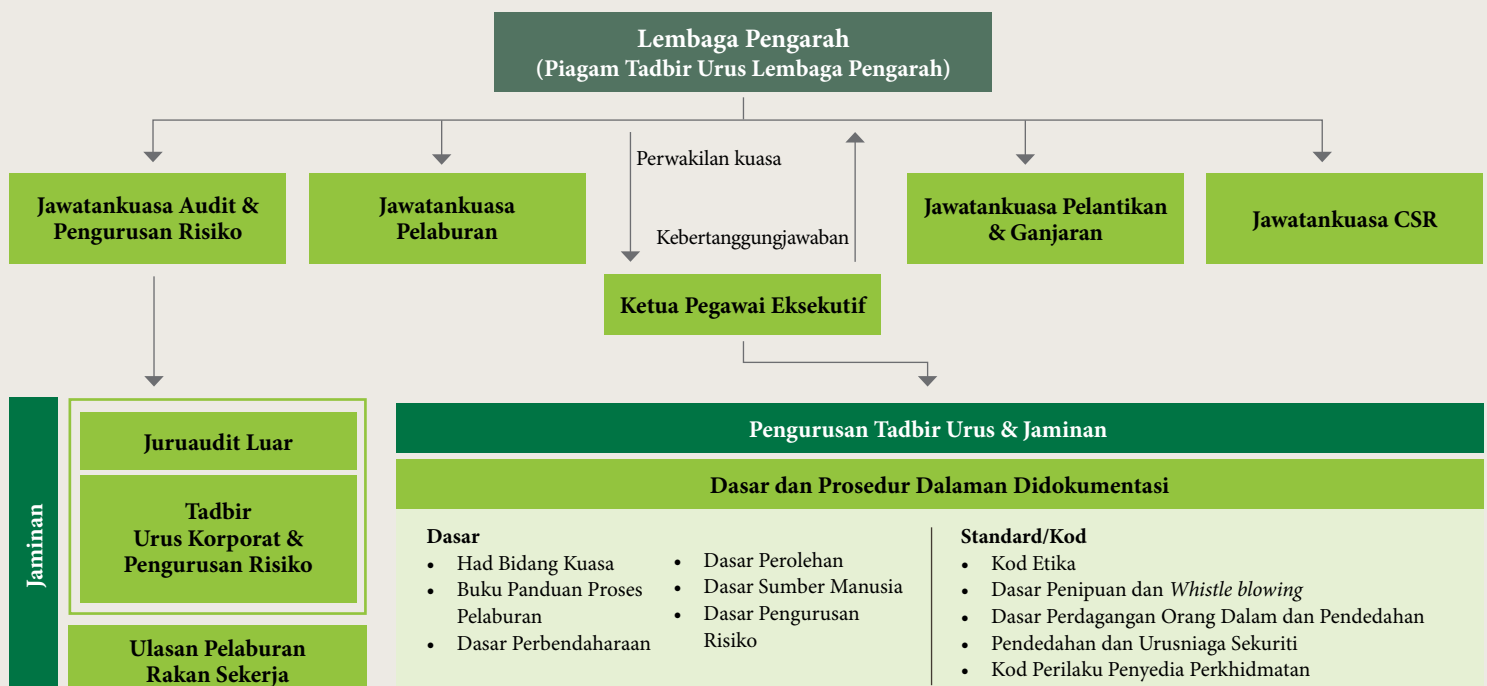 Lembaga Pengarah
(Piagam Tadbir Urus Lembaga Pengarah)
Perwakilan kuasa
Jawatankuasa Audit &
Pengurusan Risiko
Jawatankuasa
Pelaburan
Kebertanggungjawaban
Jawatankuasa Pelantikan
& Ganjaran
Jawatankuasa CSR
Ketua Pegawai Eksekutif
Jaminan
Juruaudit Luar
Tadbir
Urus Korporat &
Pengurusan Risiko
Ulasan Pelaburan
Rakan Sekerja
Pengurusan Tadbir Urus & Jaminan
Dasar dan Prosedur Dalaman Didokumentasi
Dasar
• Had Bidang Kuasa
• Buku Panduan Proses
Pelaburan
• Dasar Perbendaharaan
• Dasar Perolehan
• Dasar Sumber Manusia
• Dasar Pengurusan
Risiko
Standard/Kod
• Kod Etika
• Dasar Penipuan dan Whistle blowing
• Dasar Perdagangan Orang Dalam dan Pendedahan
• Pendedahan dan Urusniaga Sekuriti
• Kod Perilaku Penyedia Perkhidmatan